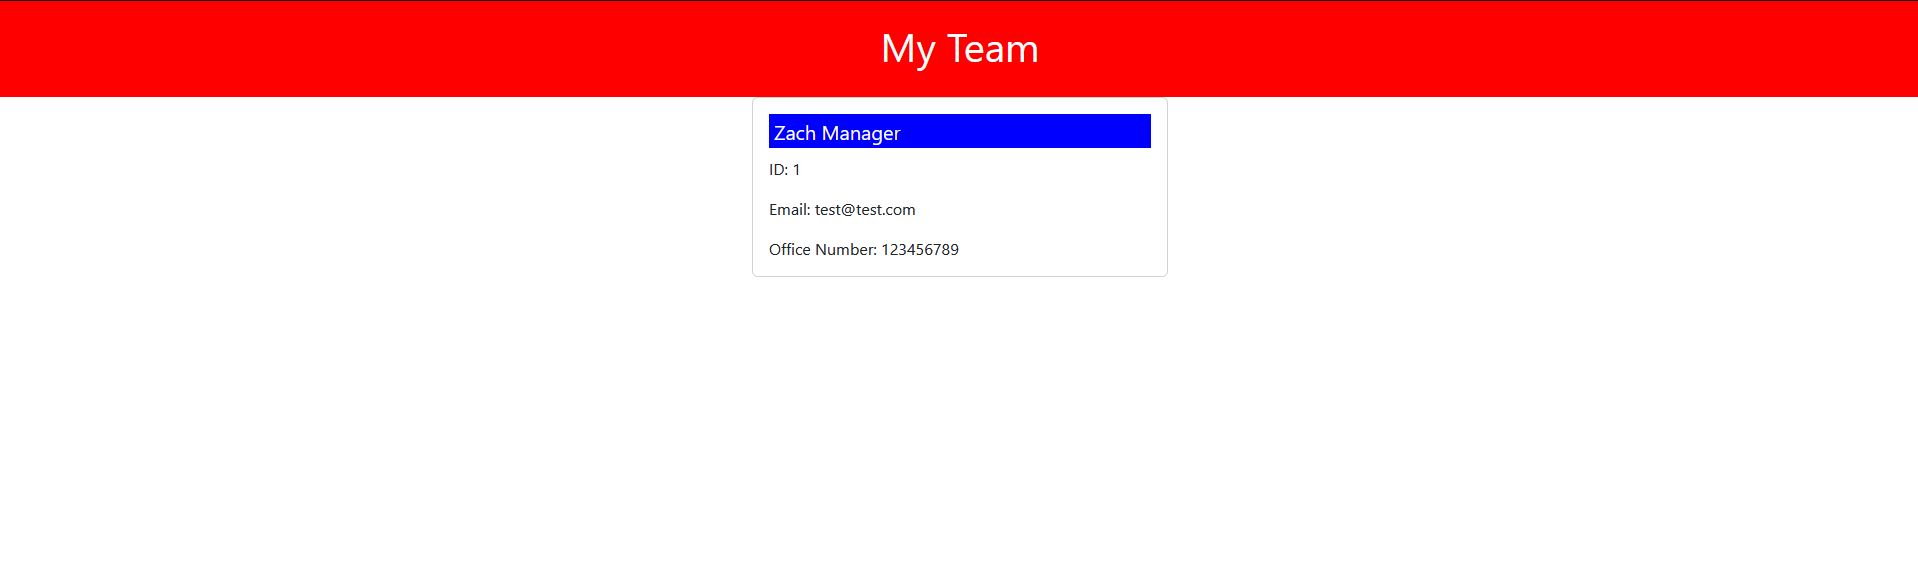 My Team
Zach Manager
ID: 1
Email: test@test.com
Office Number: 123456789